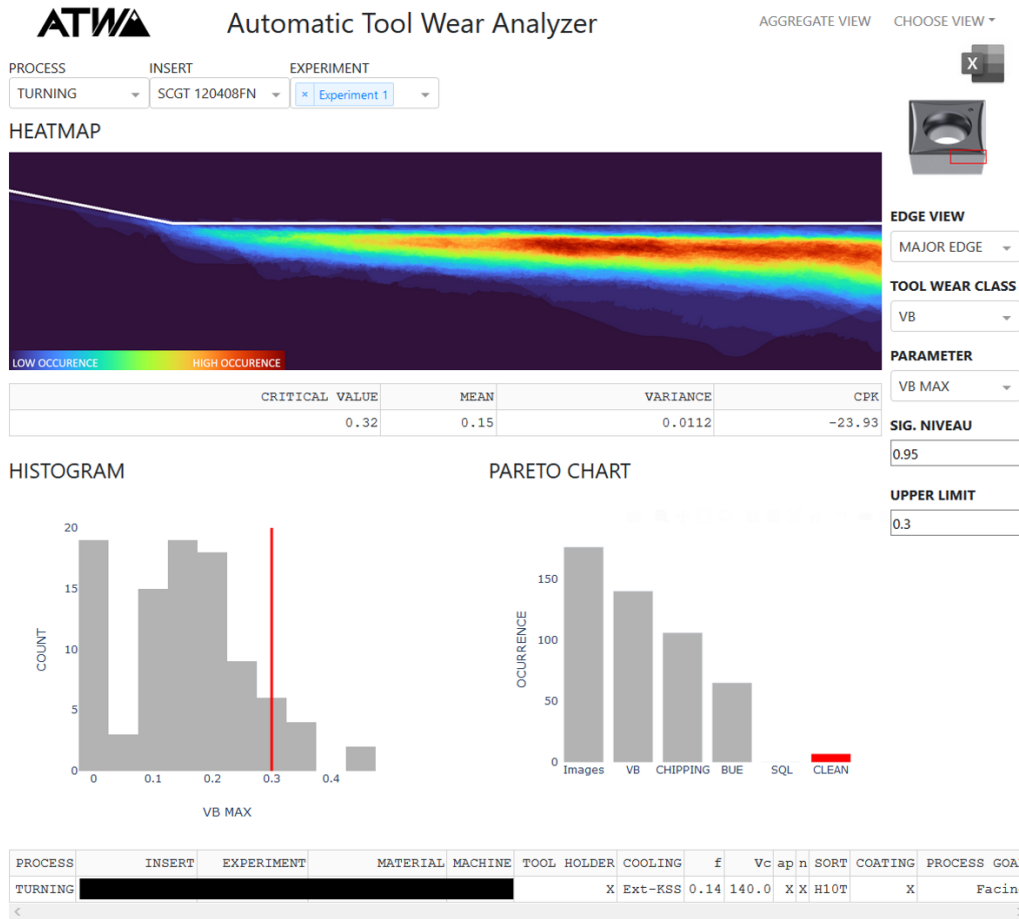 ATWA Automatic Tool Wear Analyzer AGGREGATE VIEW CHOOSE VIEW
X
PROCESS INSERT EXPERIMENT
TURNING SCGT 120408FN × Experiment 1
HEATMAP
LOW OCCURENCE HIGH OCCURENCE
EDGE VIEW
MAJOR EDGE
TOOL WEAR CLASS
VB
PARAMETER
VB MAX
SIG. NIVEAU
0.95
UPPER LIMIT
0.3
CRITICAL VALUE MEAN VARIANCE CPK
0.32 0.15 0.0112 -23.93
HISTOGRAM
20
15
10
5
0
COUNT
0 0.1 0.2 0.3 0.4
VB MAX
PARETO CHART
150
100
50
0
OCURRENCE
Images VB CHIPPING BUE SQL CLEAN
PROCESS INSERT EXPERIMENT MATERIAL MACHINE TOOL HOLDER COOLING f Vc ap n SORT COATING PROCESS GOA
TURNING X Ext-KSS 0.14 140.0 X X H10T X Facin